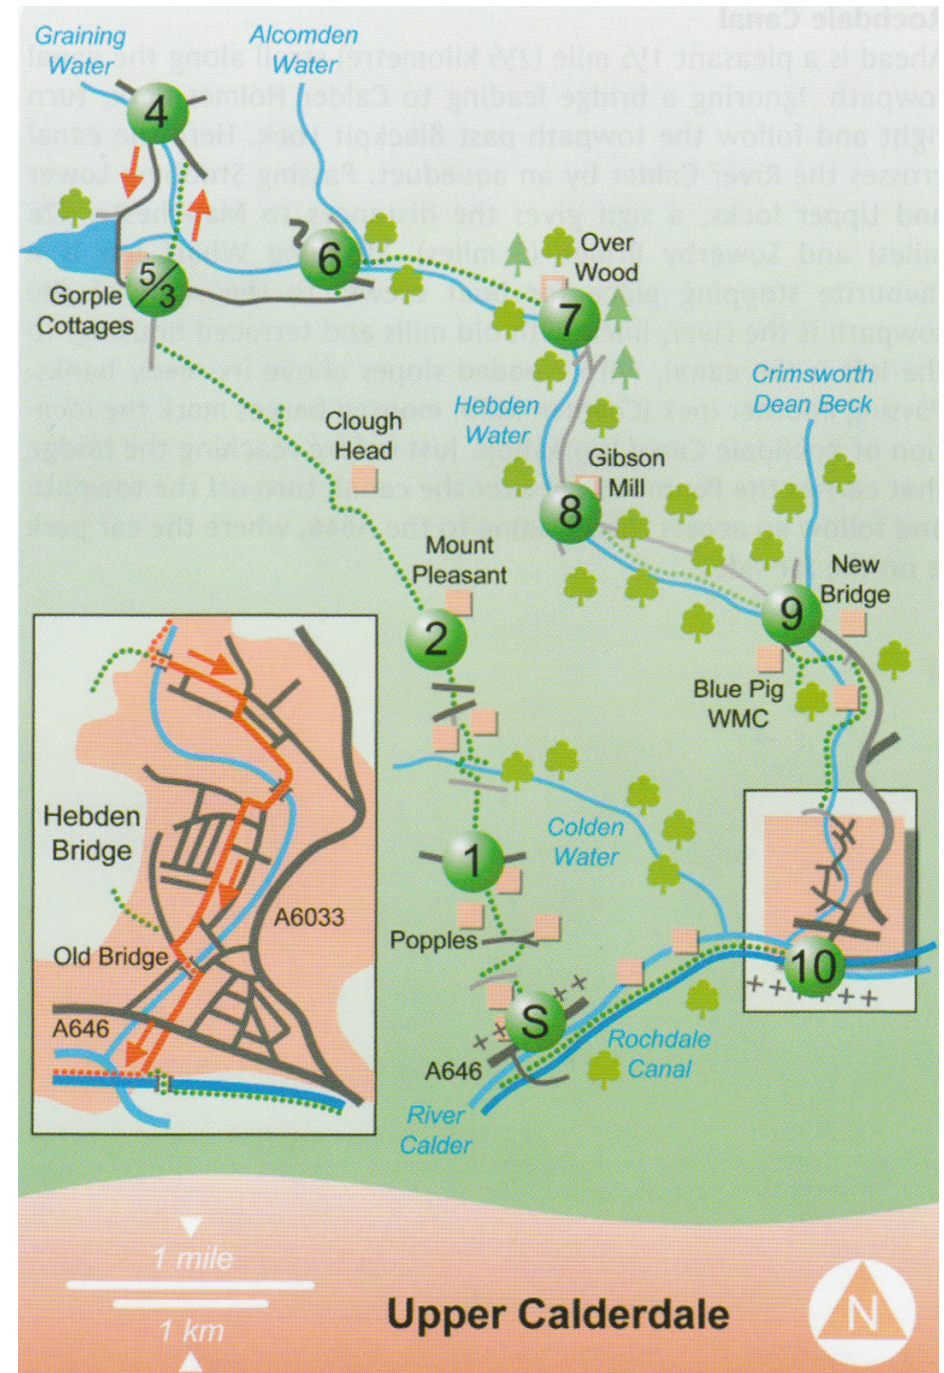 Graining
Water
Alcomden
Water
4
6
5/3
Gorple
Cottages
Over
Wood
7
Crimsworth
Dean Beck
Hebden
Water
Clough
Head
Gibson
Mill
8
Mount
Pleasant
New
Bridge
9
2
Blue Pig
WMC
Hebden
Bridge
A6033
Old Bridge
A646
Colden
Water
1
Popples
10
S
A646
Rochdale
Canal
River
Calder
1 mile
1 km
Upper Calderdale
N